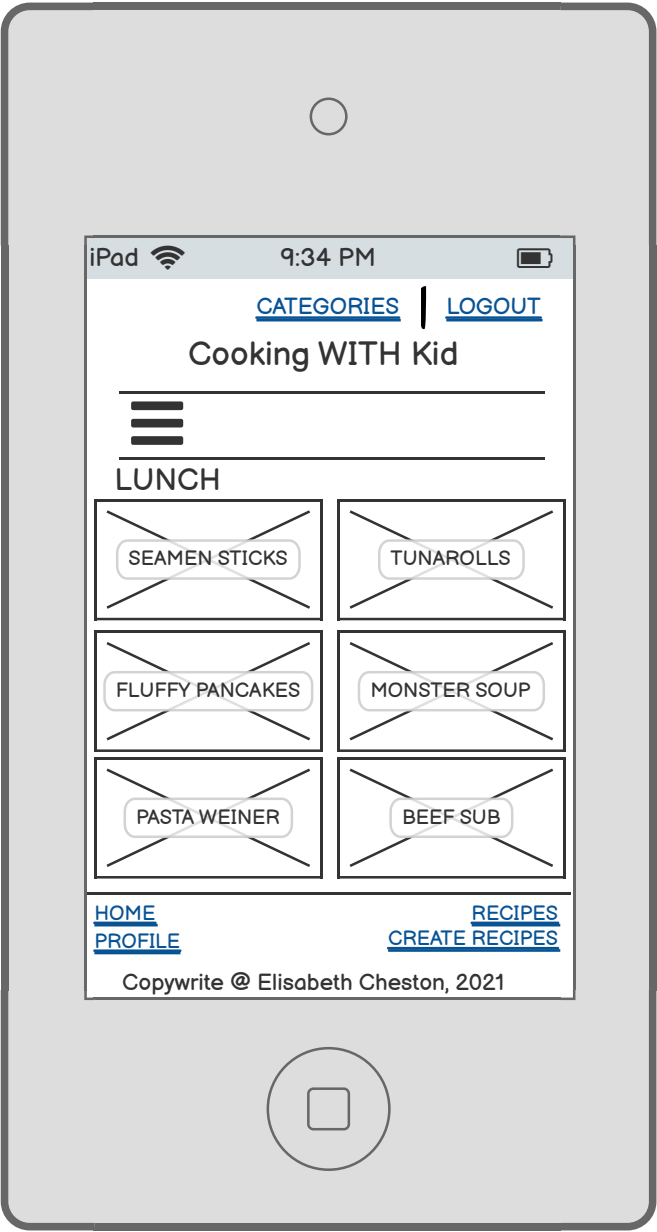 iPad 9:34 PM
CATEGORIES LOGOUT
Cooking WITH Kid
LUNCH
SEAMEN STICKS TUNAROLLS
FLUFFY PANCAKES MONSTER SOUP
PASTA WEINER BEEF SUB
HOME RECIPES
PROFILE CREATE RECIPES
Copywrite @ Elisabeth Cheston, 2021